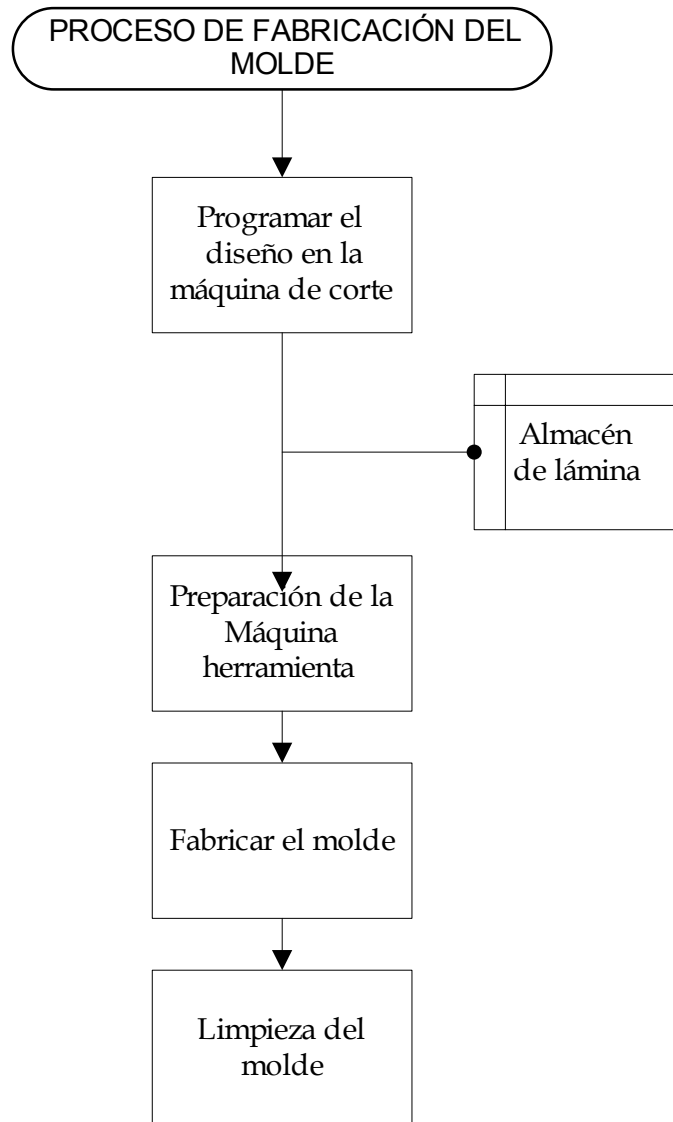 PROCESO DE FABRICACIÓN DEL
MOLDE
Programar el
diseño en la
máquina de corte
Almacén
de lámina
Preparación de la
Máquina
herramienta
Fabricar el molde
Limpieza del
molde